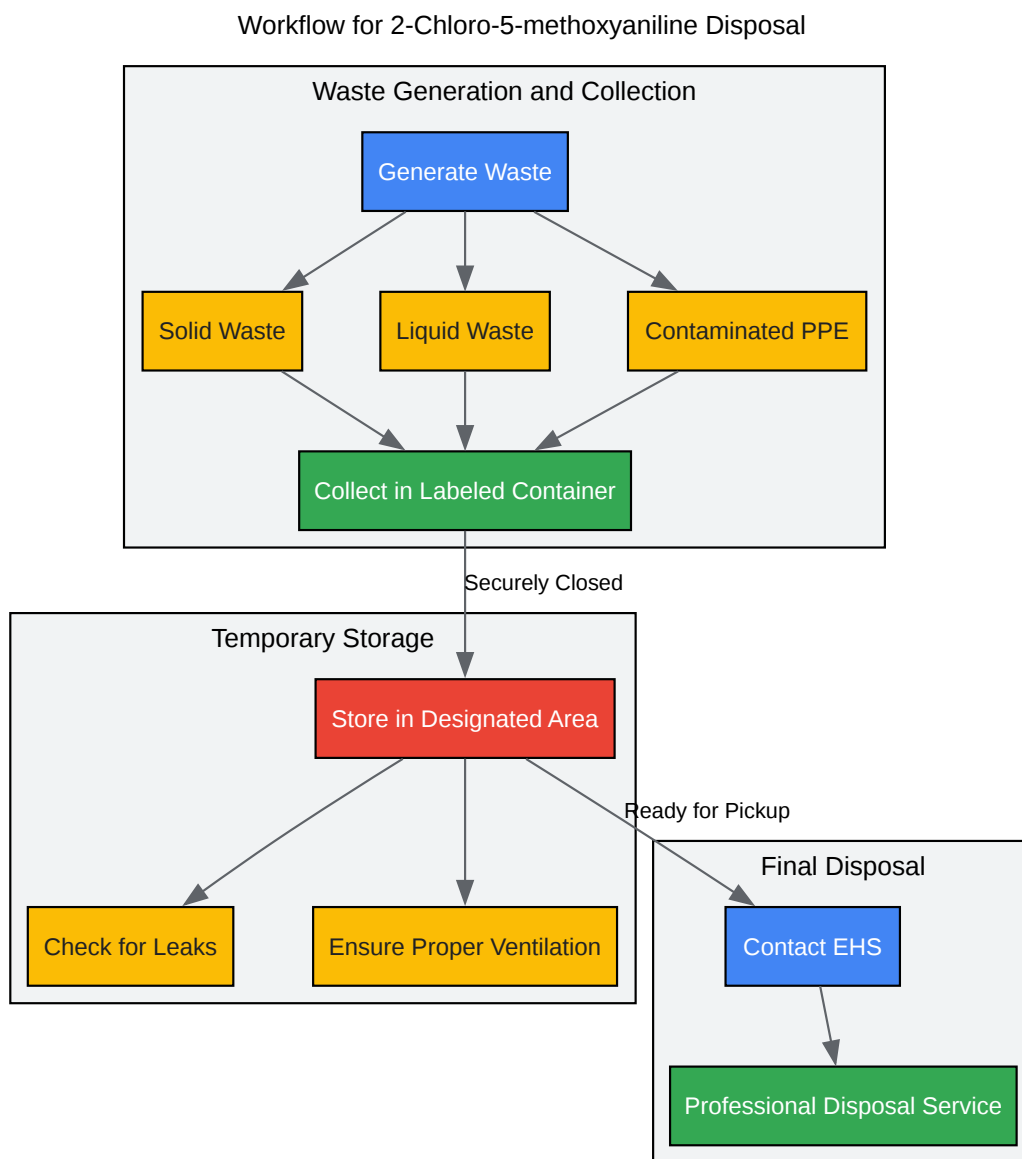 Workflow for 2-Chloro-5-methoxyaniline Disposal
Waste Generation and Collection
Generate Waste
Solid Waste
Liquid Waste
Contaminated PPE
Collect in Labeled Container
Securely Closed
Temporary Storage
Store in Designated Area
Ready for Pickup
Final Disposal
Check for Leaks
Ensure Proper Ventilation
Contact EHS
Professional Disposal Service